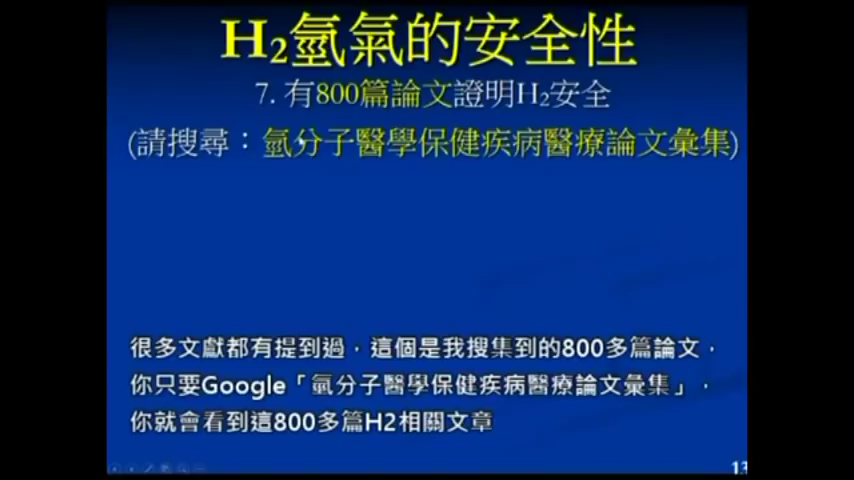 H₂氫氣的安全性
7. 有800篇論文證明H₂安全
(請搜尋：氫分子醫學保健疾病醫療論文彙集)
很多文獻都有提到過，這個是我搜集到的800多篇論文，
你只要Google「氫分子醫學保健疾病醫療論文彙集」，
你就會看到這800多篇H2相關文章
13